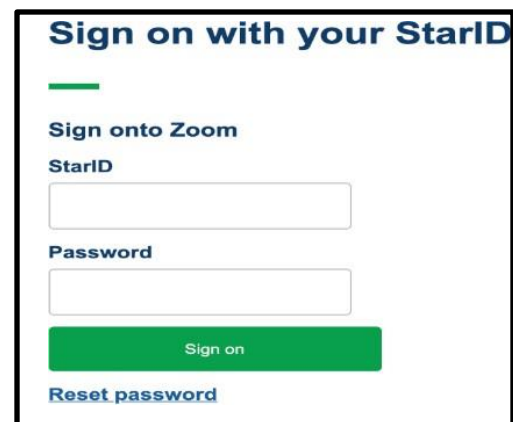 Sign on with your StarID
Sign onto Zoom
StarID
Password
Sign on
Reset password